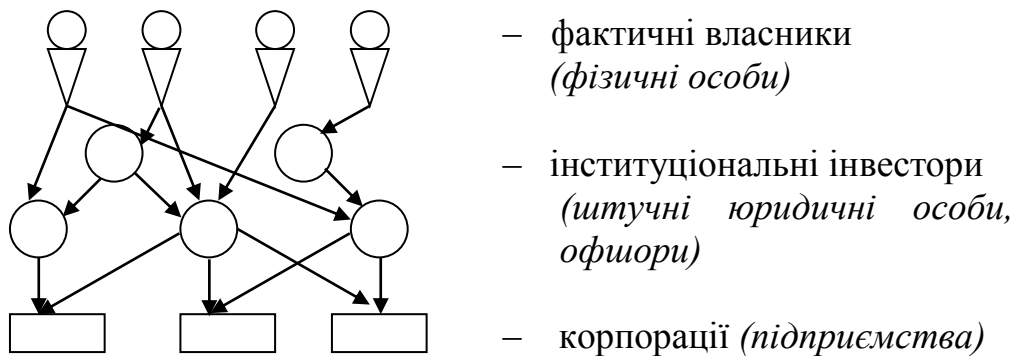 – фактичні власники
(фізичні особи)
– інституціональні інвестори
(штучні юридичні особи,
офшори)
– корпорації (підприємства)